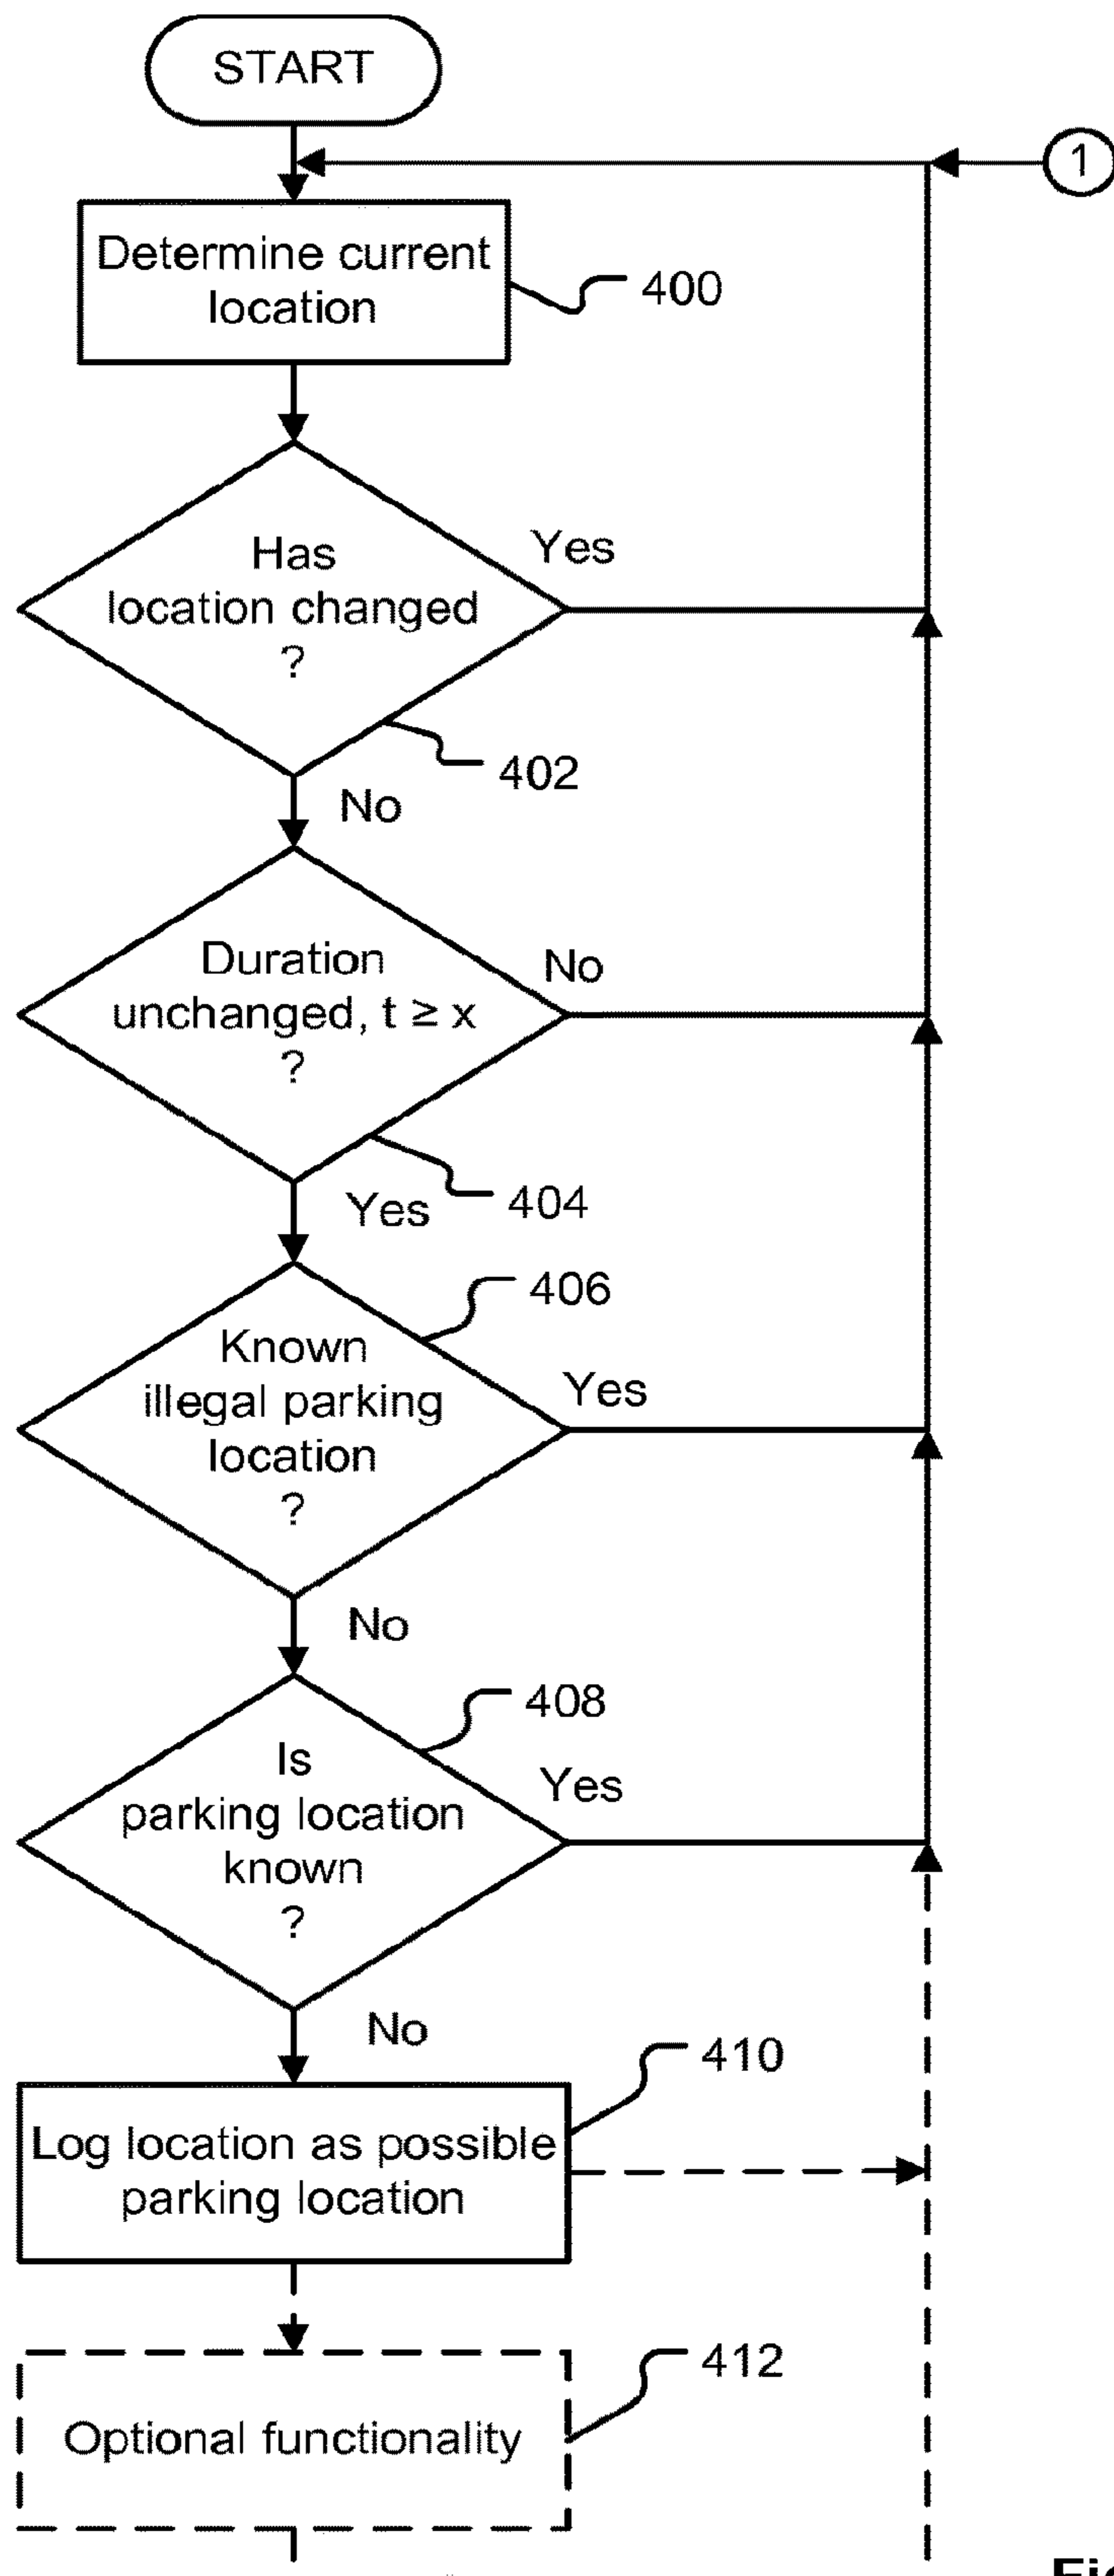 START
1
Determine current
location
400
Has
location changed
?
Yes
402
No
Duration
unchanged, t ≥ x
?
No
404
Yes
406
Known
illegal parking
location
?
Yes
No
408
Is
parking location
known
?
Yes
No
410
Log location as possible
parking location
412
Optional functionality